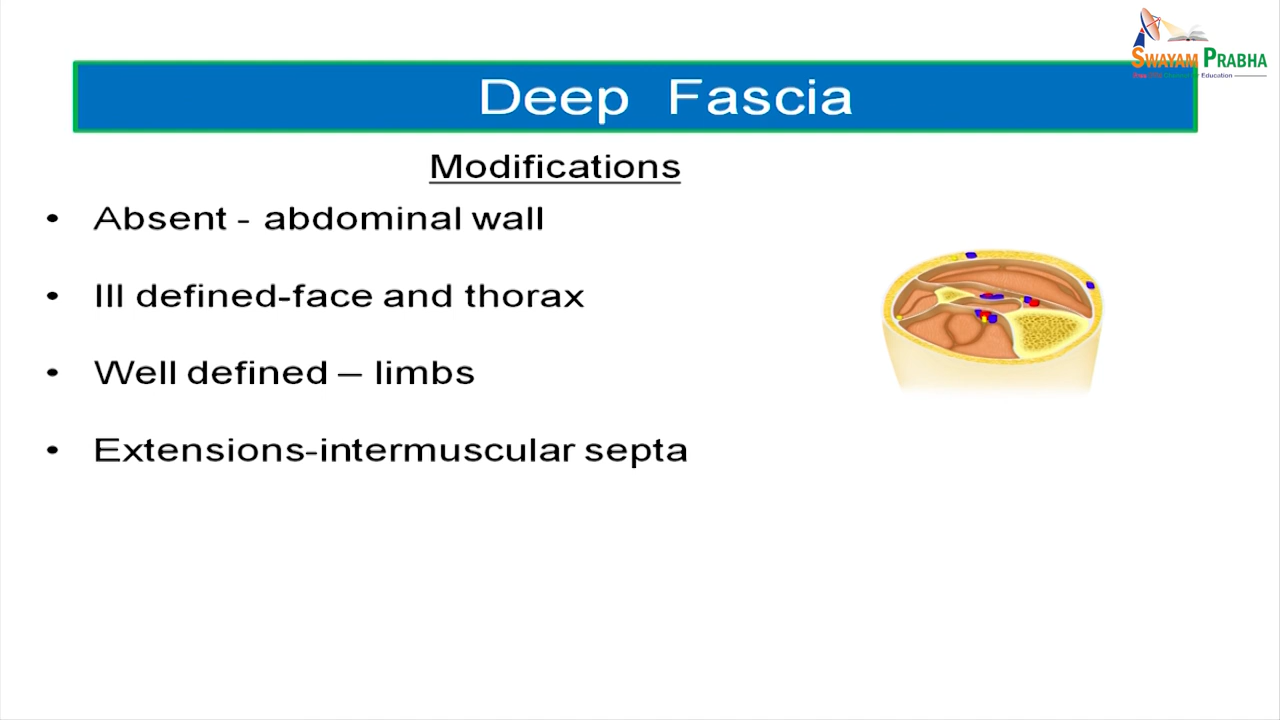 SWAYAM PRABHA
Deep Fascia
Modifications
• Absent - abdominal wall
• Ill defined-face and thorax
• Well defined – limbs
• Extensions-intermuscular septa